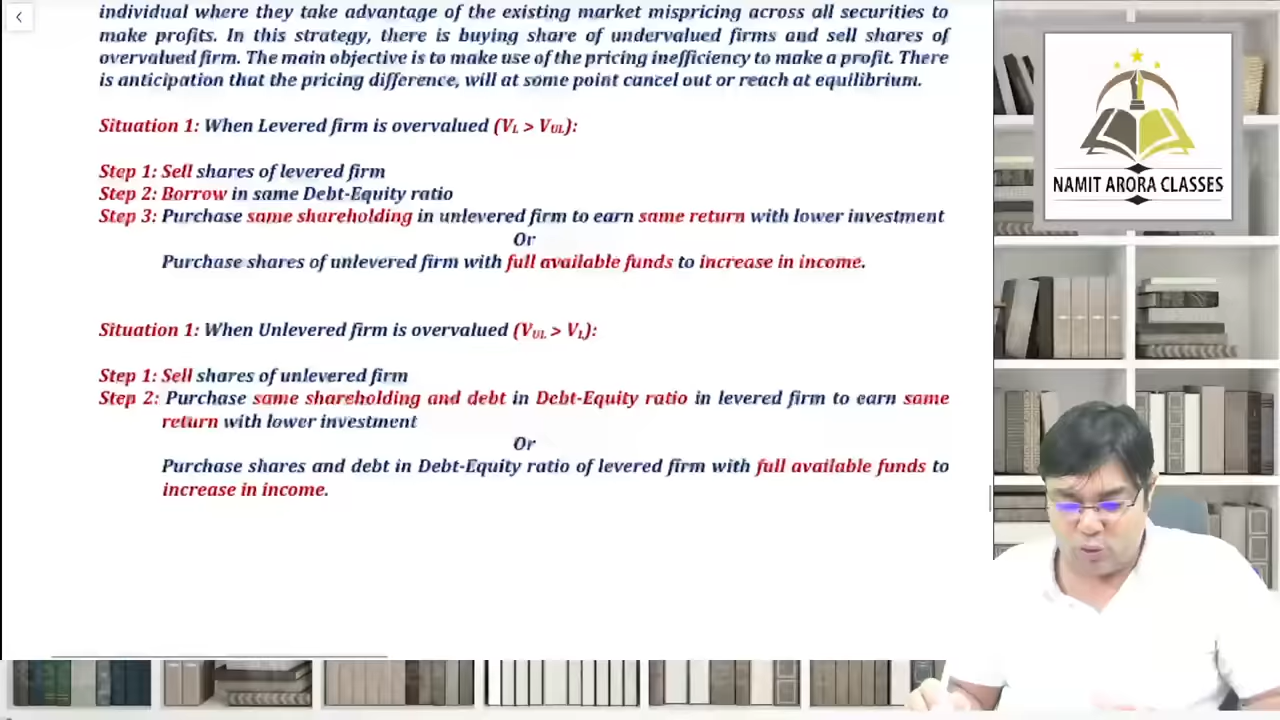 individual where they take advantage of the existing market mispricing across all securities to
make profits. In this strategy, there is buying share of undervalued firms and sell shares of
overvalued firm. The main objective is to make use of the pricing inefficiency to make a profit. There
is anticipation that the pricing difference, will at some point cancel out or reach at equilibrium.
Situation 1: When Levered firm is overvalued (VL > VUL):
Step 1: Sell shares of levered firm
Step 2: Borrow in same Debt-Equity ratio
Step 3: Purchase same shareholding in unlevered firm to earn same return with lower investment
Or
Purchase shares of unlevered firm with full available funds to increase in income.
Situation 1: When Unlevered firm is overvalued (VUL > VL):
Step 1: Sell shares of unlevered firm
Step 2: Purchase same shareholding and debt in Debt-Equity ratio in levered firm to earn same
return with lower investment
Or
Purchase shares and debt in Debt-Equity ratio of levered firm with full available funds to
increase in income.
NAMIT ARORA CLASSES